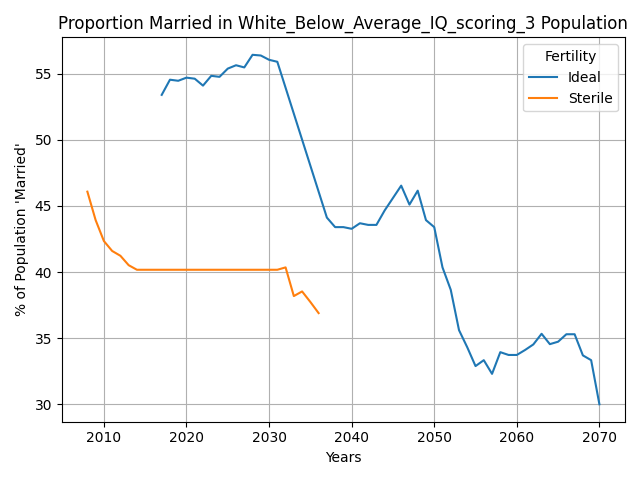 Proportion Married in White_Below_Average_IQ_scoring_3 Population
Fertility
Ideal
Sterile
% of Population 'Married'
55
50
45
40
35
30
2010
2020
2030
2040
2050
2060
2070
Years